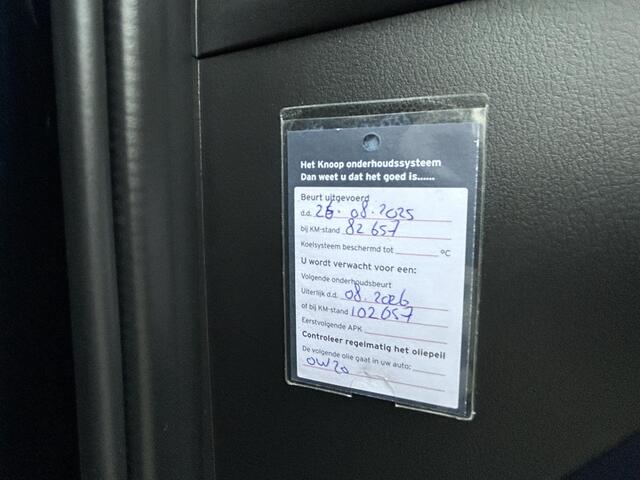 Het Knoop onderhoudssysteem
Dan weet u dat het goed is......
Beurt uitgevoerd
d.d. 26.08.2025
bij KM-stand 82657
Koelsysteem beschermd tot °C
U wordt verwacht voor een:
Volgende onderhoudsbeurt
Uiterlijk d.d. 08.2026
of bij KM-stand 102657
Eerstvolgende APK
Controleer regelmatig het oliepeil
De volgende olie gaat in uw auto:
0W20